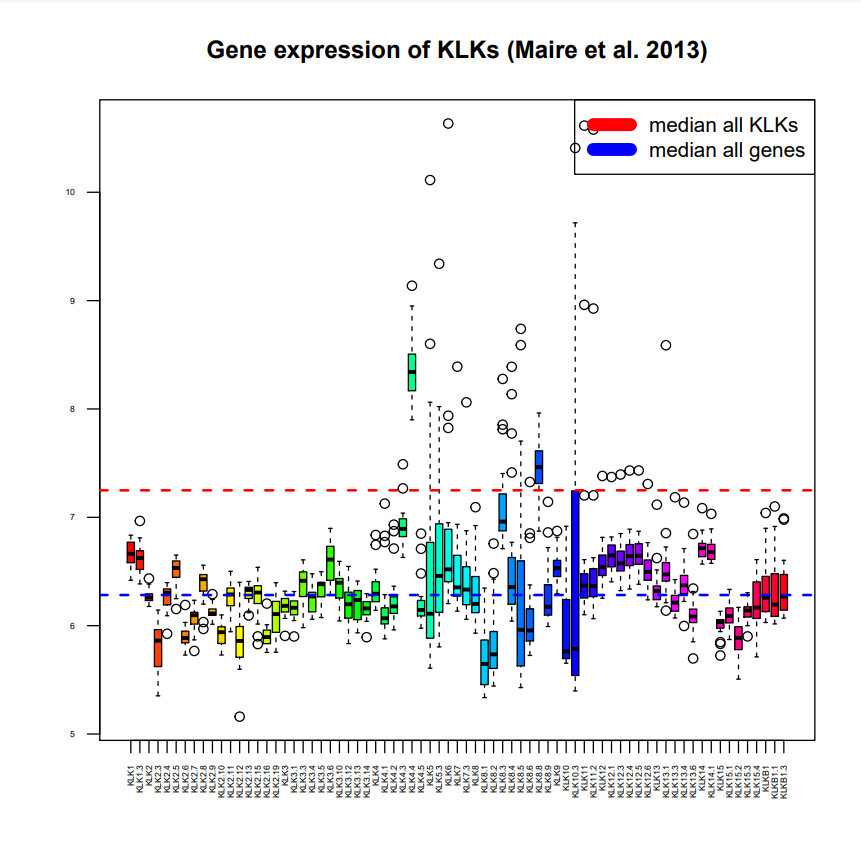 Gene expression of KLKs (Maire et al. 2013)
median all KLKs
median all genes
10
9
8
7
6
5
KLK1
KLK1.3
KLK2
KLK2.3
KLK2.4
KLK2.5
KLK2.6
KLK2.7
KLK2.8
KLK2.9
KLK2.10
KLK2.11
KLK2.12
KLK2.13
KLK2.15
KLK2.16
KLK2.19
KLK3
KLK3.1
KLK3.3
KLK3.4
KLK3.5
KLK3.6
KLK3.10
KLK3.12
KLK3.13
KLK3.14
KLK4
KLK4.1
KLK4.2
KLK4.3
KLK4.4
KLK4.5
KLK5
KLK5.3
KLK6
KLK7
KLK7.3
KLK8
KLK8.1
KLK8.2
KLK8.3
KLK8.4
KLK8.5
KLK8.6
KLK8.8
KLK8.9
KLK9
KLK10
KLK10.3
KLK11
KLK11.2
KLK12
KLK12.1
KLK12.3
KLK12.4
KLK12.5
KLK12.6
KLK13
KLK13.1
KLK13.3
KLK13.4
KLK13.6
KLK14
KLK14.1
KLK15
KLK15.1
KLK15.2
KLK15.3
KLK15.4
KLKB1
KLKB1.1
KLKB1.3